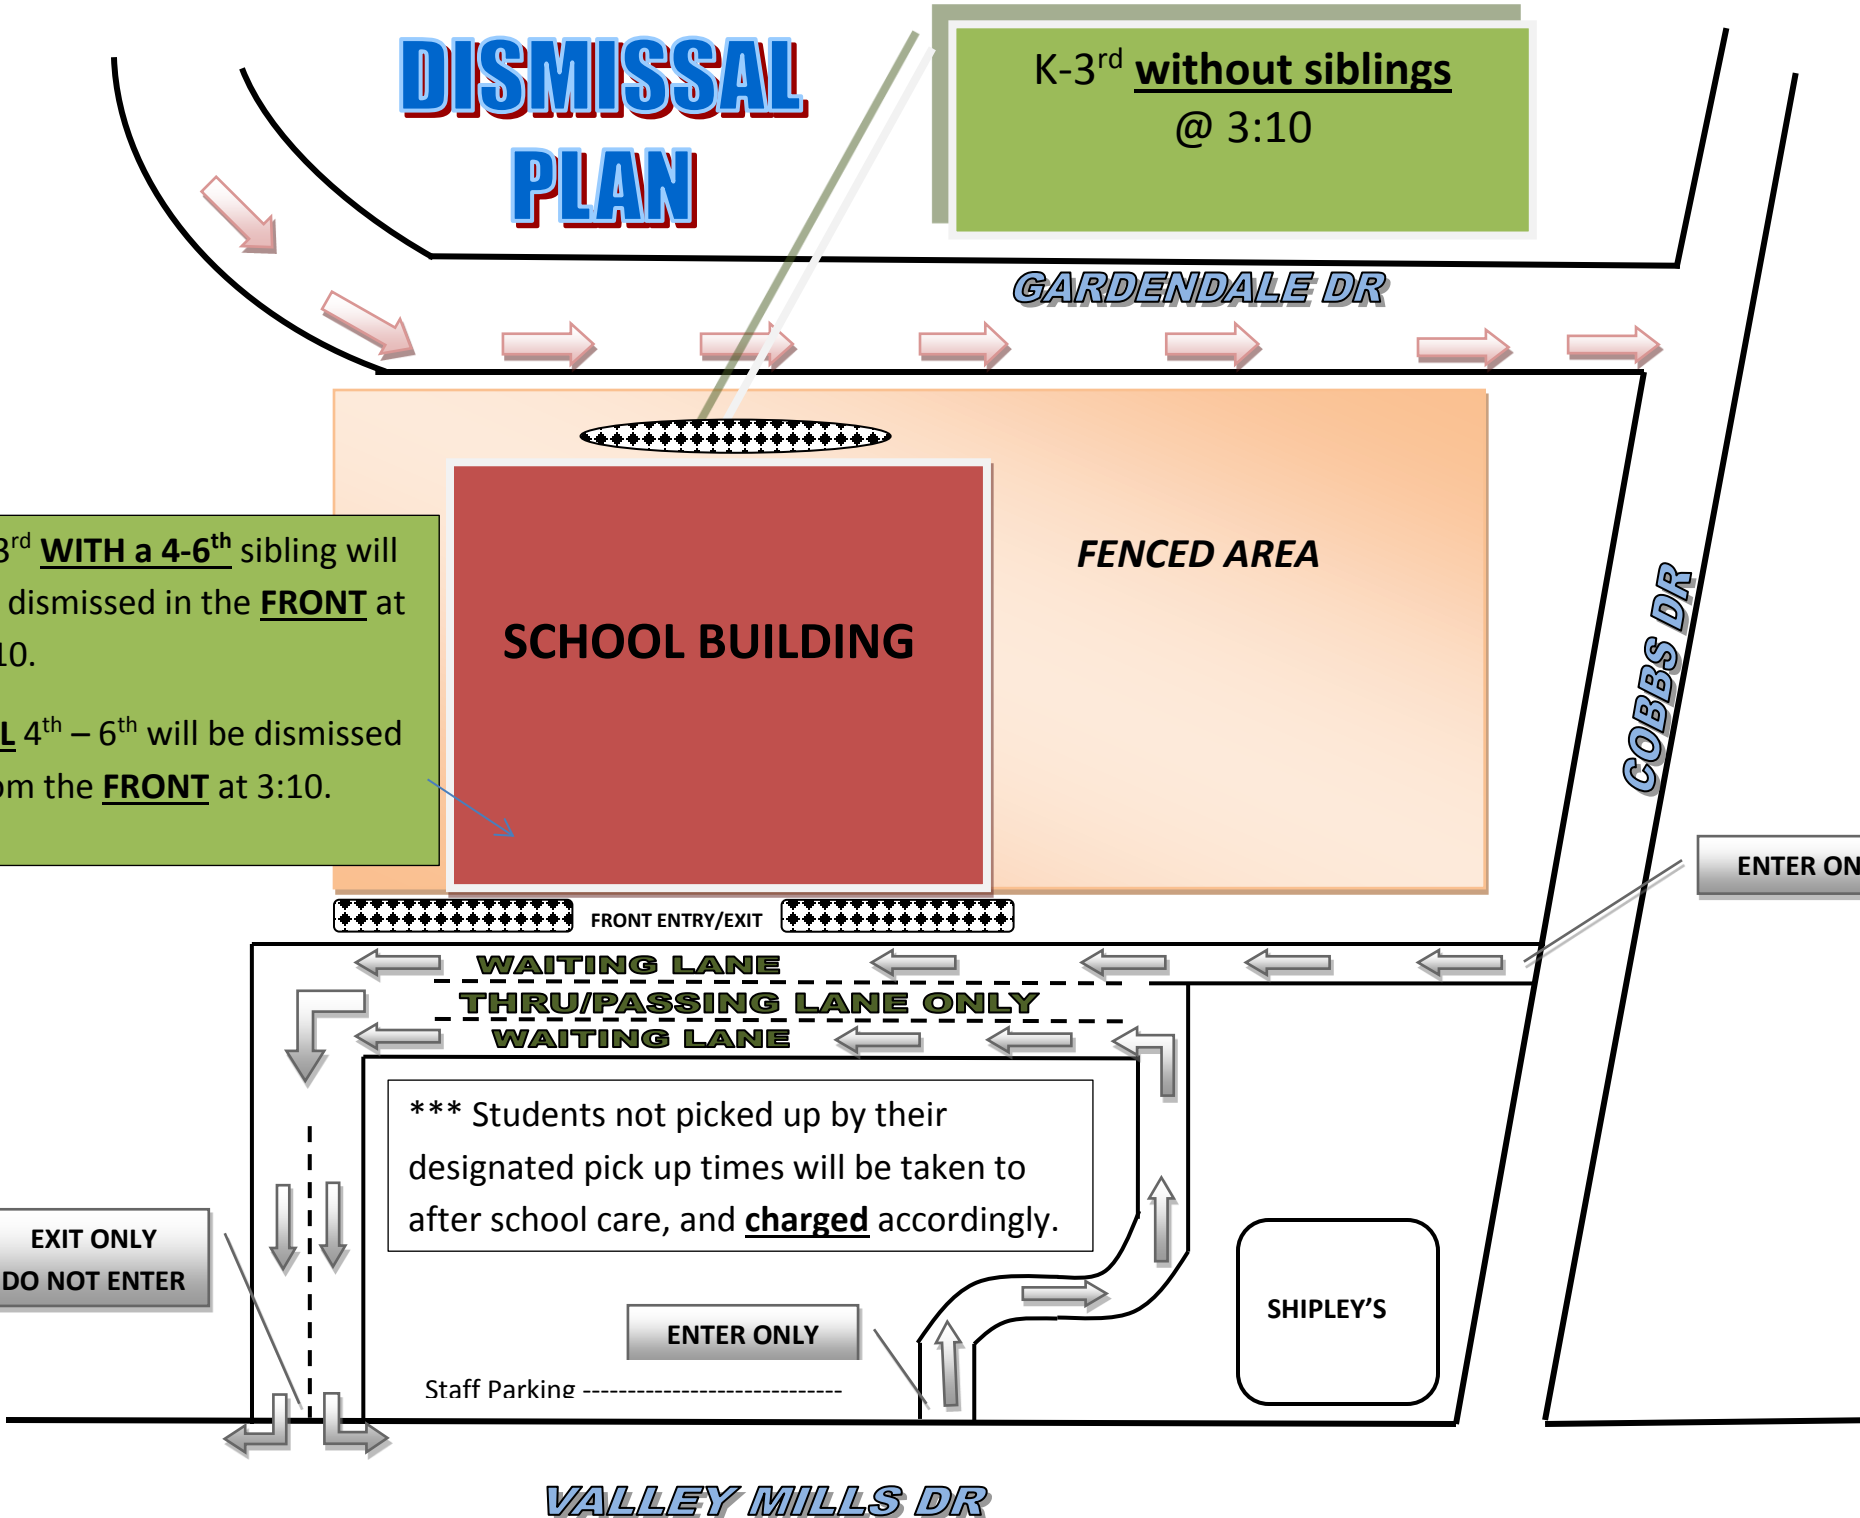 DISMISSAL
PLAN
K-3rd without siblings
@ 3:10
GARDENDALE DR
3rd WITH a 4-6th sibling will
dismissed in the FRONT at
10.
L 4th – 6th will be dismissed
om the FRONT at 3:10.
SCHOOL BUILDING
FENCED AREA
COBBS DR
ENTER ON
FRONT ENTRY/EXIT
WAITING LANE
THRU/PASSING LANE ONLY
WAITING LANE
*** Students not picked up by their
designated pick up times will be taken to
after school care, and charged accordingly.
EXIT ONLY
DO NOT ENTER
ENTER ONLY
SHIPLEY'S
Staff Parking -----------------------------
VALLEY MILLS DR